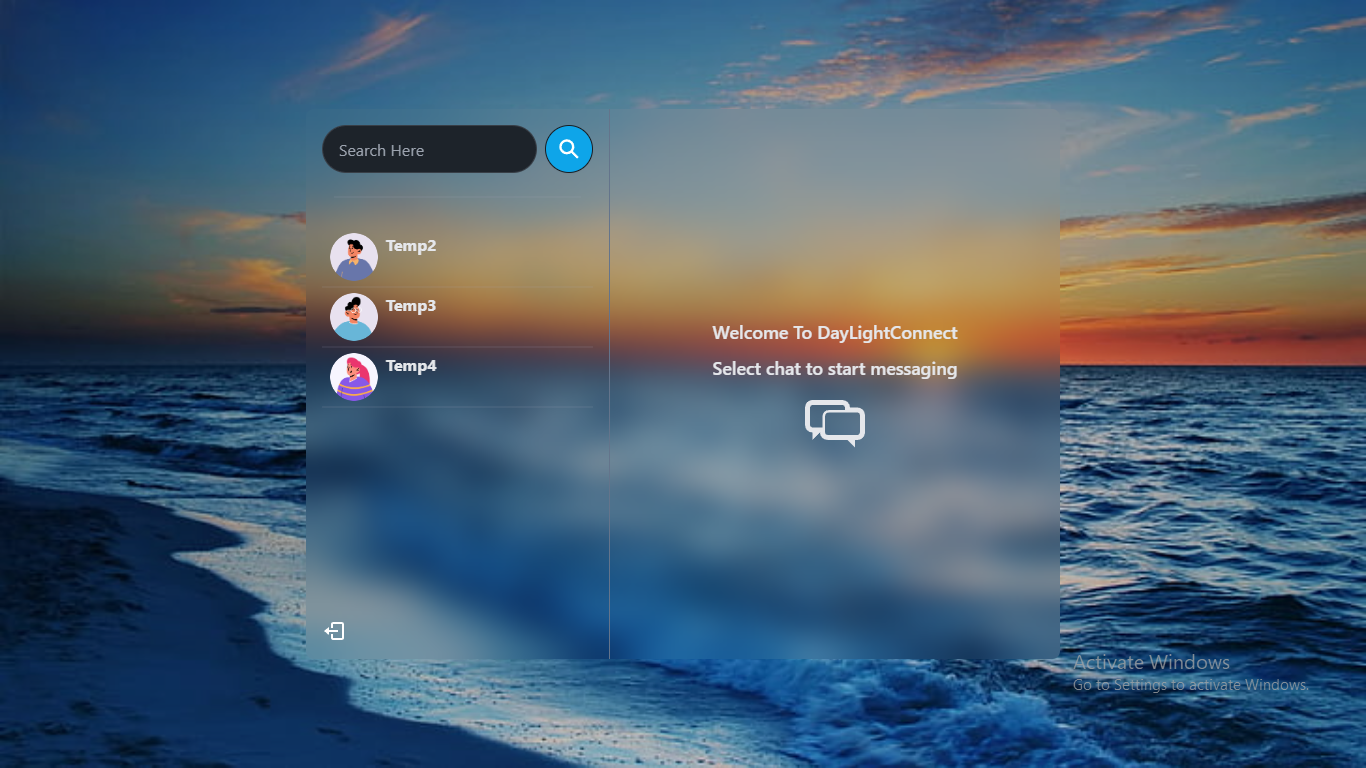 Search Here
Temp2
Temp3
Temp4
Welcome To DayLightConnect
Select chat to start messaging
Activate Windows
Go to Settings to activate Windows.